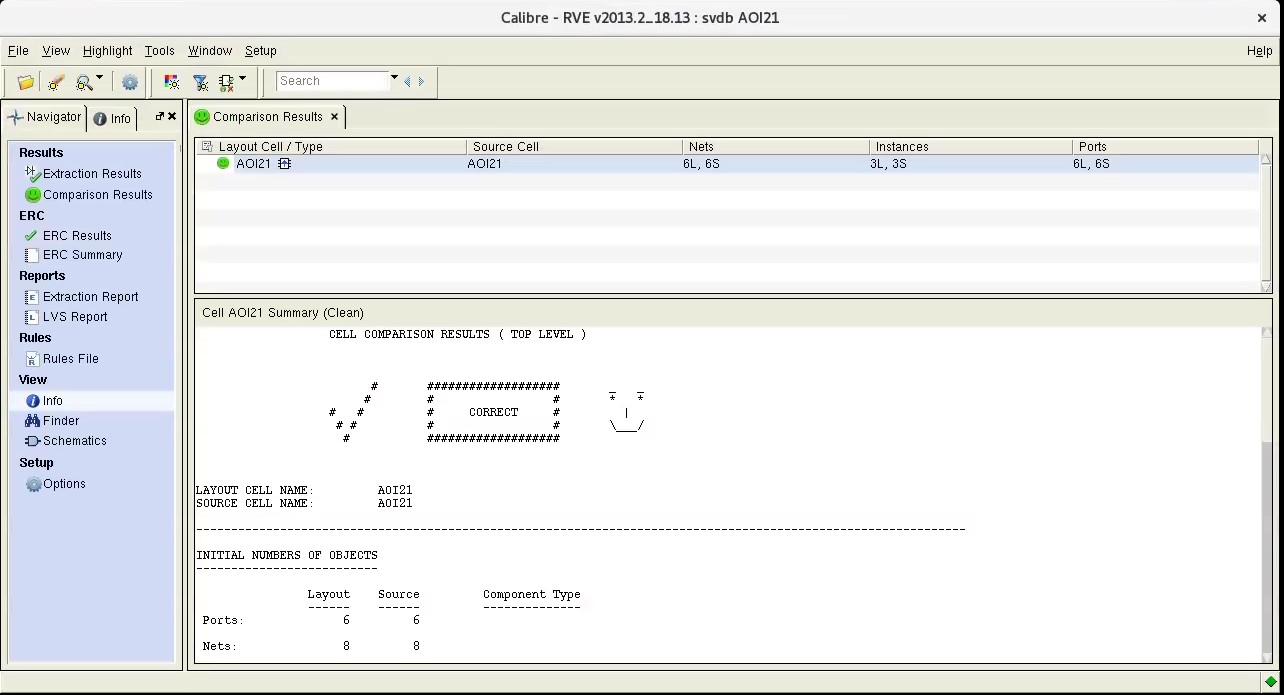 Calibre - RVE v2013.2_18.13 : svdb AOI21
File View Highlight Tools Window Setup Help
Search
Navigator Info
Results
Extraction Results
Comparison Results
ERC
ERC Results
ERC Summary
Reports
Extraction Report
LVS Report
Rules
Rules File
View
Info
Finder
Schematics
Setup
Options
Comparison Results
Layout Cell / Type Source Cell Nets Instances Ports
AOI21 AOI21 6L, 6S 3L, 3S 6L, 6S
Cell AOI21 Summary (Clean)
CELL COMPARISON RESULTS ( TOP LEVEL )
# ################### _ _
# # # * *
# # # CORRECT # |
# # # # \___/
# ###################
LAYOUT CELL NAME: AOI21
SOURCE CELL NAME: AOI21
--------------------------------------------------------------------------------------------------------------
INITIAL NUMBERS OF OBJECTS
--------------------------
Layout Source Component Type
------ ------ --------------
Ports: 6 6
Nets: 8 8